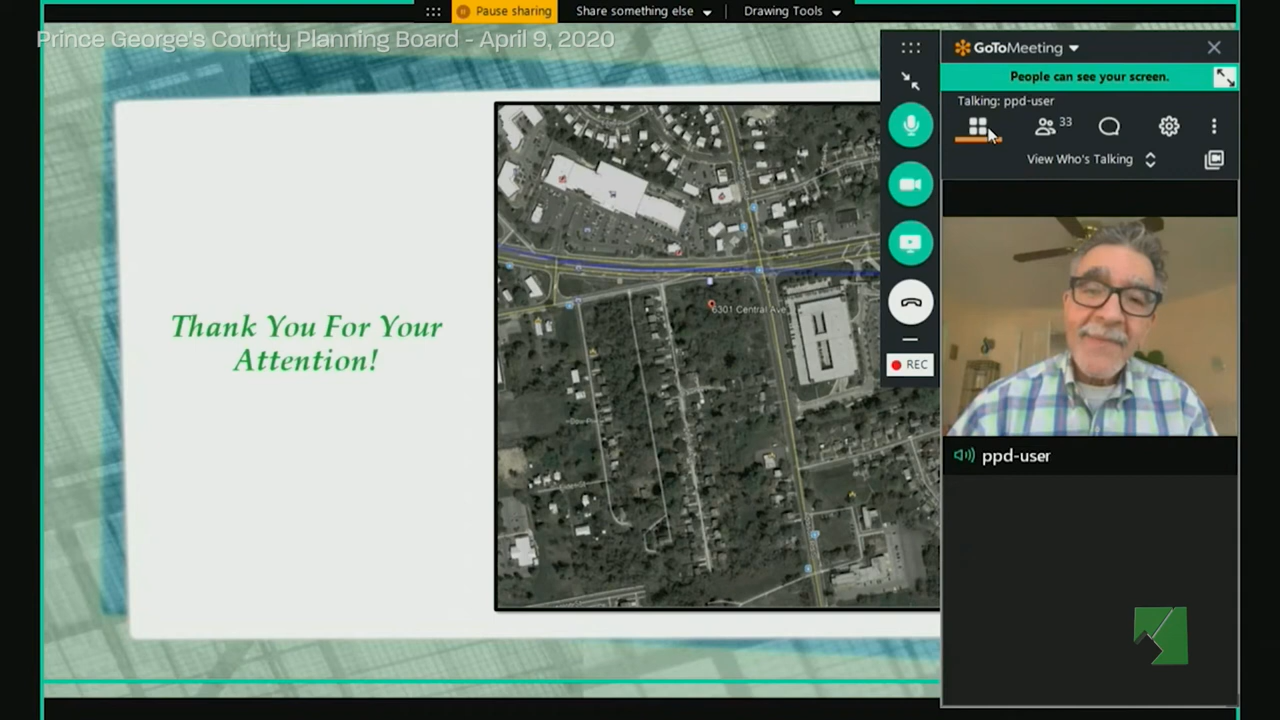 Pause sharing
Share something else
Drawing Tools
Prince George's County Planning Board - April 9, 2020
GoToMeeting
People can see your screen.
Talking: ppd-user
33
View Who's Talking
Thank You For Your
Attention!
6301 Central Ave
REC
ppd-user